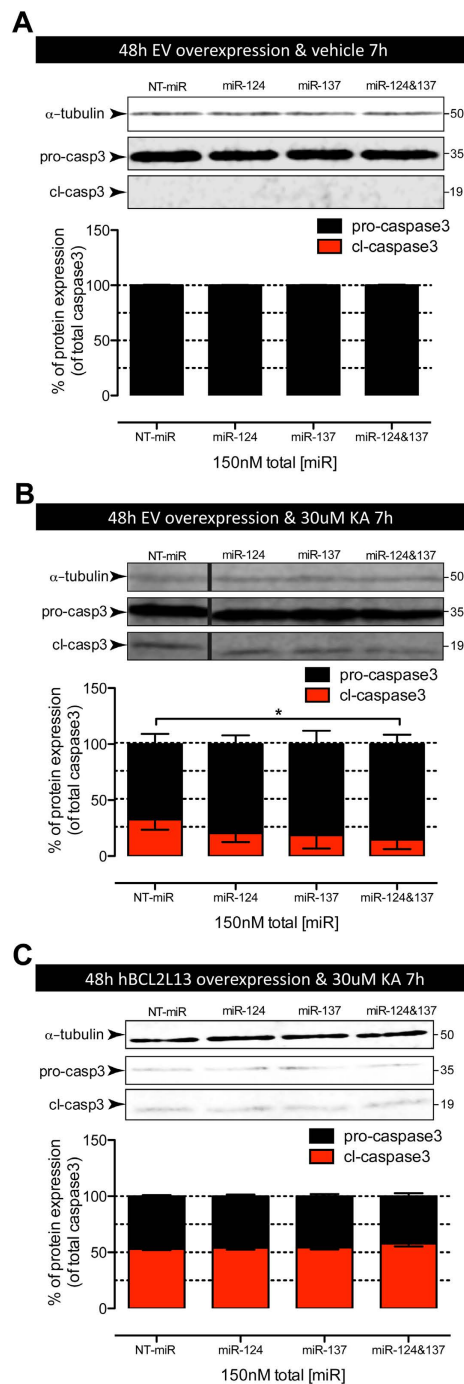 A
48h EV overexpression & vehicle 7h
NT-miR miR-124 miR-137 miR-124&137
α-tubulin 50
pro-casp3 35
cl-casp3 19
pro-caspase3
cl-caspase3
% of protein expression
(of total caspase3)
150
100
50
0
NT-miR miR-124 miR-137 miR-124&137
150nM total [miR]
B
48h EV overexpression & 30uM KA 7h
NT-miR miR-124 miR-137 miR-124&137
α-tubulin 50
pro-casp3 35
cl-casp3 19
pro-caspase3
cl-caspase3
% of protein expression
(of total caspase3)
150
100
50
0
*
NT-miR miR-124 miR-137 miR-124&137
150nM total [miR]
C
48h hBCL2L13 overexpression & 30uM KA 7h
NT-miR miR-124 miR-137 miR-124&137
α-tubulin 50
pro-casp3 35
cl-casp3 19
pro-caspase3
cl-caspase3
% of protein expression
(of total caspase3)
150
100
50
0
NT-miR miR-124 miR-137 miR-124&137
150nM total [miR]